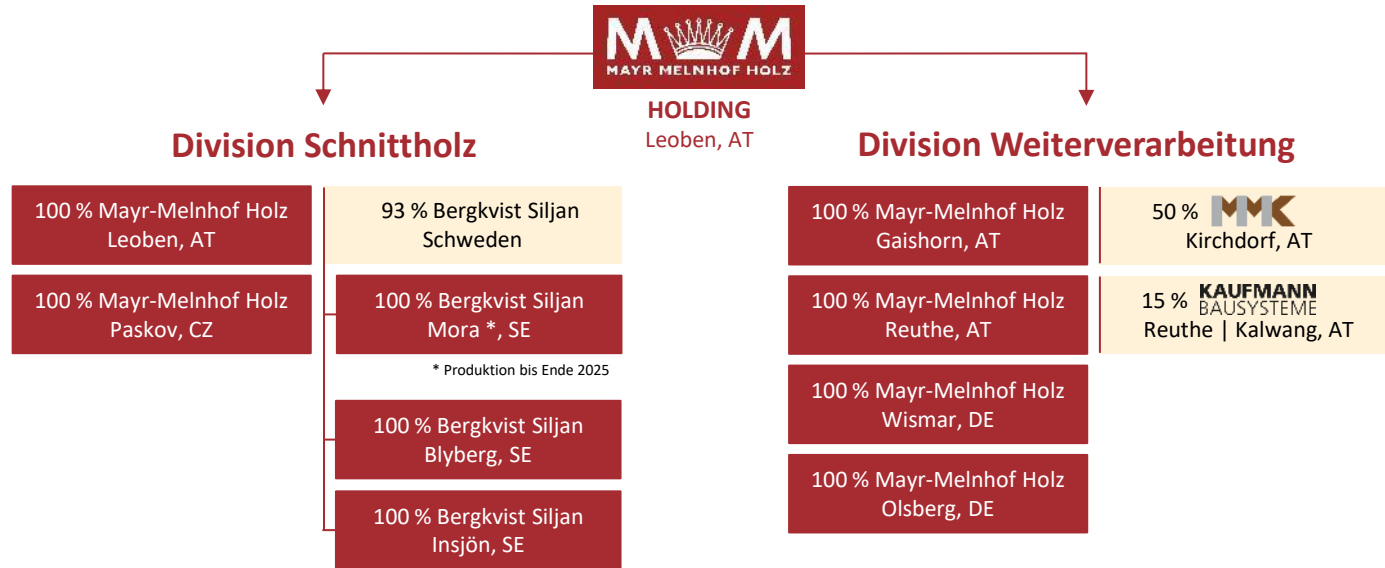 M M
MAYR MELNHOF HOLZ
HOLDING
Leoben, AT
Division Schnittholz
100 % Mayr-Melnhof Holz
Leoben, AT
100 % Mayr-Melnhof Holz
Paskov, CZ
93 % Bergkvist Siljan
Schweden
100 % Bergkvist Siljan
Mora *, SE
* Produktion bis Ende 2025
100 % Bergkvist Siljan
Blyberg, SE
100 % Bergkvist Siljan
Insjön, SE
Division Weiterverarbeitung
100 % Mayr-Melnhof Holz
Gaishorn, AT
100 % Mayr-Melnhof Holz
Reuthe, AT
100 % Mayr-Melnhof Holz
Wismar, DE
100 % Mayr-Melnhof Holz
Olsberg, DE
50 % MMK
Kirchdorf, AT
15 % KAUFMANN
BAUSYSTEME
Reuthe | Kalwang, AT